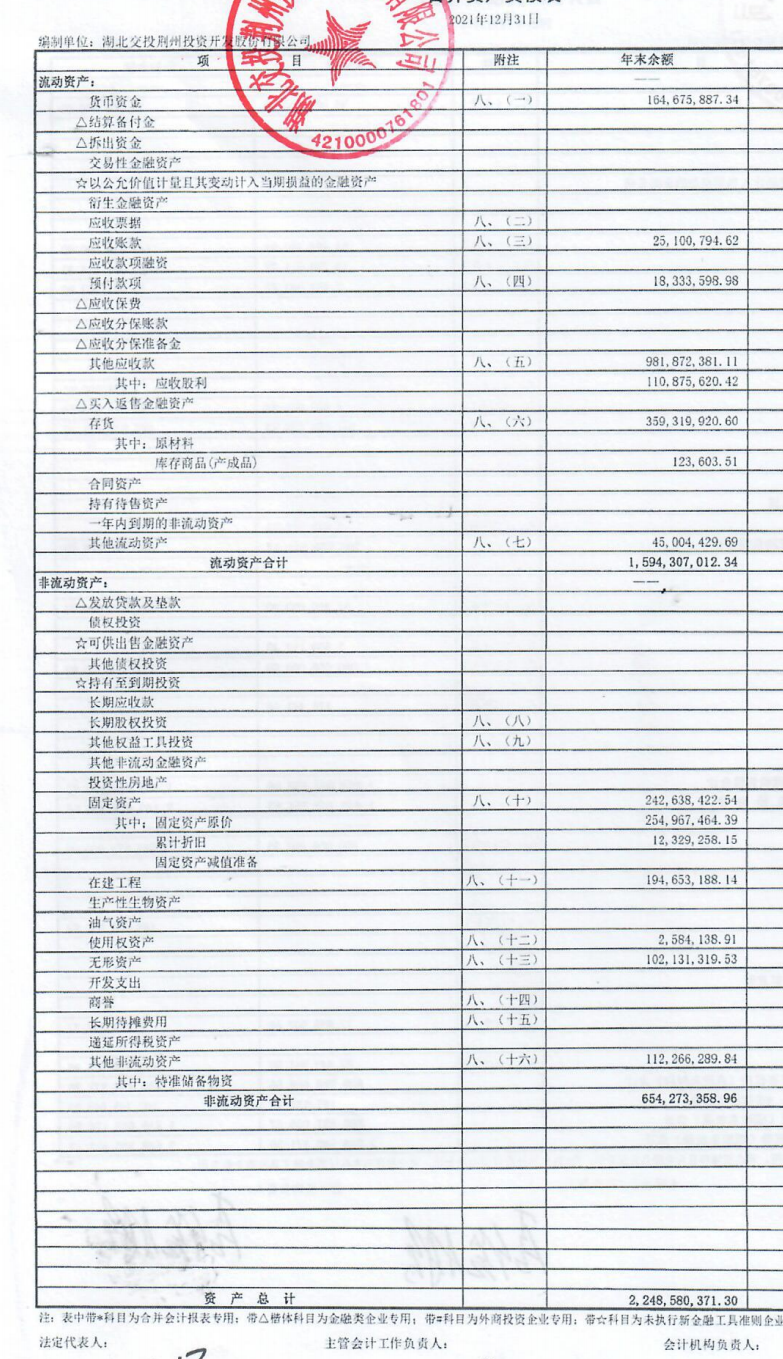 2021年12月31日
编制单位：湖北交投荆州投资开发股份有限公司
4210000761801
项 目 附注 年末余额
流动资产： ——
货币资金 八、（一） 164,675,887.34
△结算备付金
△拆出资金
交易性金融资产
☆以公允价值计量且其变动计入当期损益的金融资产
衍生金融资产
应收票据 八、（二）
应收账款 八、（三） 25,100,794.62
应收款项融资
预付款项 八、（四） 18,333,598.98
△应收保费
△应收分保账款
△应收分保准备金
其他应收款 八、（五） 981,872,381.11
其中：应收股利 110,875,620.42
△买入返售金融资产
存货 八、（六） 359,319,920.60
其中：原材料
库存商品(产成品) 123,603.51
合同资产
持有待售资产
一年内到期的非流动资产
其他流动资产 八、（七） 45,004,429.69
流动资产合计 1,594,307,012.34
非流动资产： ——
△发放贷款及垫款
债权投资
☆可供出售金融资产
其他债权投资
☆持有至到期投资
长期应收款
长期股权投资 八、（八）
其他权益工具投资 八、（九）
其他非流动金融资产
投资性房地产
固定资产 八、（十） 242,638,422.54
其中：固定资产原价 254,967,464.39
累计折旧 12,329,258.15
固定资产减值准备
在建工程 八、（十一） 194,653,188.14
生产性生物资产
油气资产
使用权资产 八、（十二） 2,584,138.91
无形资产 八、（十三） 102,131,319.53
开发支出
商誉 八、（十四）
长期待摊费用 八、（十五）
递延所得税资产
其他非流动资产 八、（十六） 112,266,289.84
其中：特准储备物资
非流动资产合计 654,273,358.96
资 产 总 计 2,248,580,371.30
注：表中带*科目为合并会计报表专用；带△楷体科目为金融类企业专用；带#科目为外商投资企业专用；带☆科目为未执行新金融工具准则企业
法定代表人： 主管会计工作负责人： 会计机构负责人：